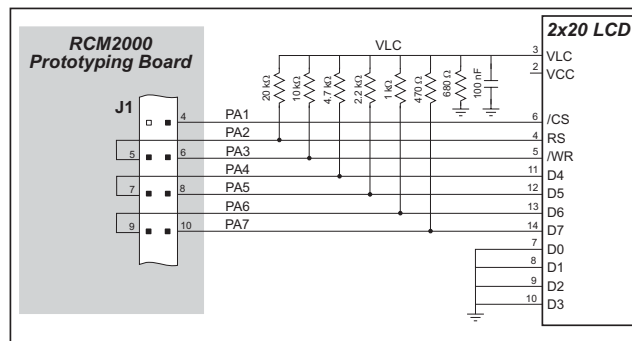 RCM2000
Prototyping Board
2x20 LCD
VLC
3 VLC
2 VCC
20 kΩ
10 kΩ
4.7 kΩ
2.2 kΩ
1 kΩ
470 Ω
680 Ω
100 nF
J1
4 PA1 6 /CS
PA2 4 RS
5 6 PA3 5 /WR
PA4 11 D4
7 8 PA5 12 D5
PA6 13 D6
9 10 PA7 14 D7
7 D0
8 D1
9 D2
10 D3